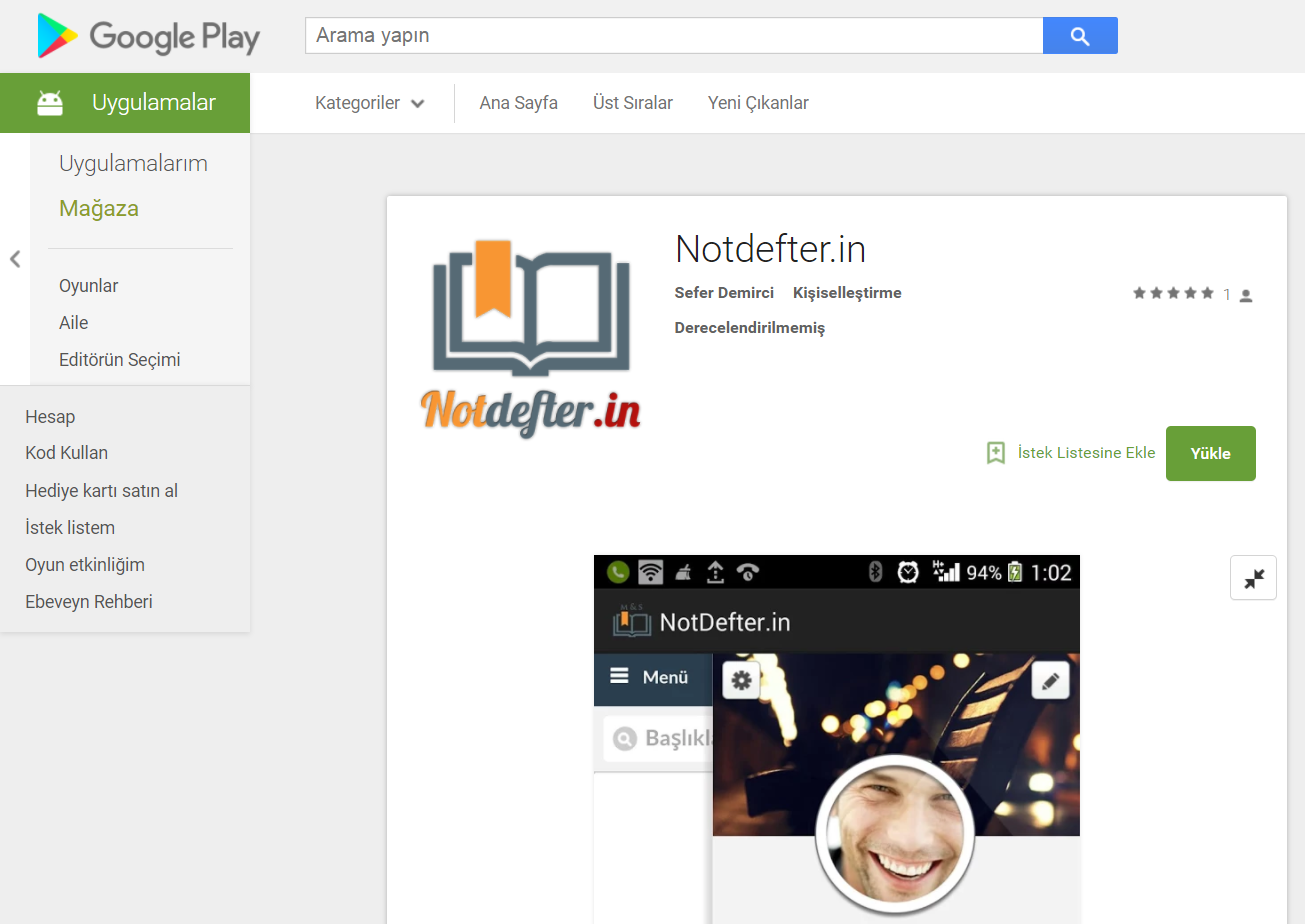 Google Play
Arama yapın
Uygulamalar
Kategoriler
Ana Sayfa
Üst Sıralar
Yeni Çıkanlar
Uygulamalarım
Mağaza
Oyunlar
Aile
Editörün Seçimi
Hesap
Kod Kullan
Hediye kartı satın al
İstek listem
Oyun etkinliğim
Ebeveyn Rehberi
Notdefter.in
Notdefter.in
Sefer Demirci Kişiselleştirme
1
Derecelendirilmemiş
İstek Listesine Ekle
Yükle
H+ 94% 1:02
M & S
NotDefter.in
Menü
Başlıkl